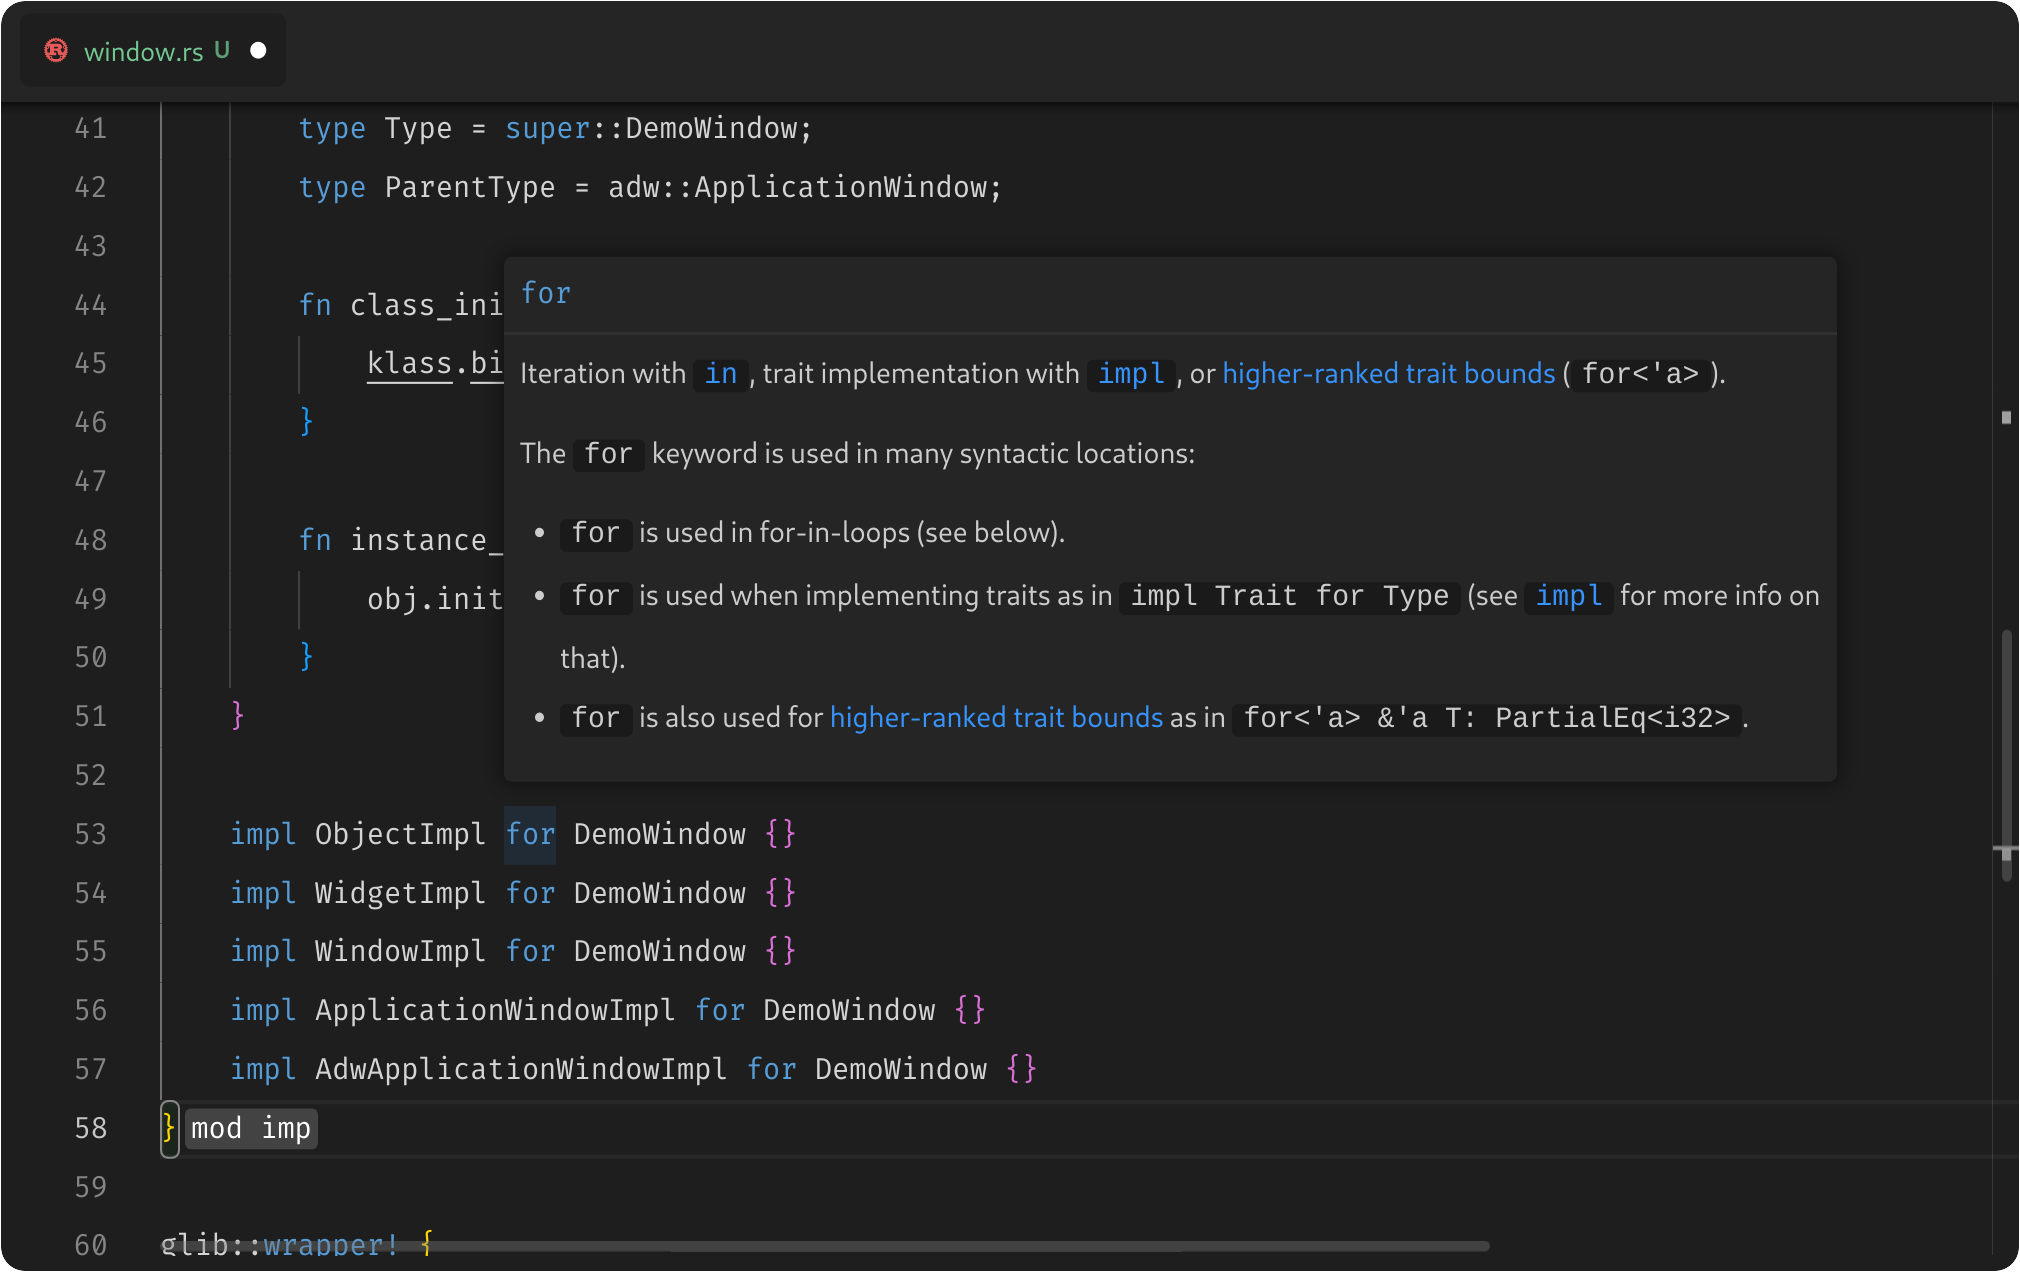 window.rs U
41 type Type = super::DemoWindow;
42 type ParentType = adw::ApplicationWindow;
43
44 fn class_ini
45 klass.bi
46 }
47
48 fn instance_
49 obj.init
50 }
51 }
52
for
Iteration with in, trait implementation with impl, or higher-ranked trait bounds (for<'a>).
The for keyword is used in many syntactic locations:
• for is used in for-in-loops (see below).
• for is used when implementing traits as in impl Trait for Type (see impl for more info on
that).
• for is also used for higher-ranked trait bounds as in for<'a> &'a T: PartialEq<i32>.
53 impl ObjectImpl for DemoWindow {}
54 impl WidgetImpl for DemoWindow {}
55 impl WindowImpl for DemoWindow {}
56 impl ApplicationWindowImpl for DemoWindow {}
57 impl AdwApplicationWindowImpl for DemoWindow {}
58 } mod imp
59
60 glib::wrapper! {